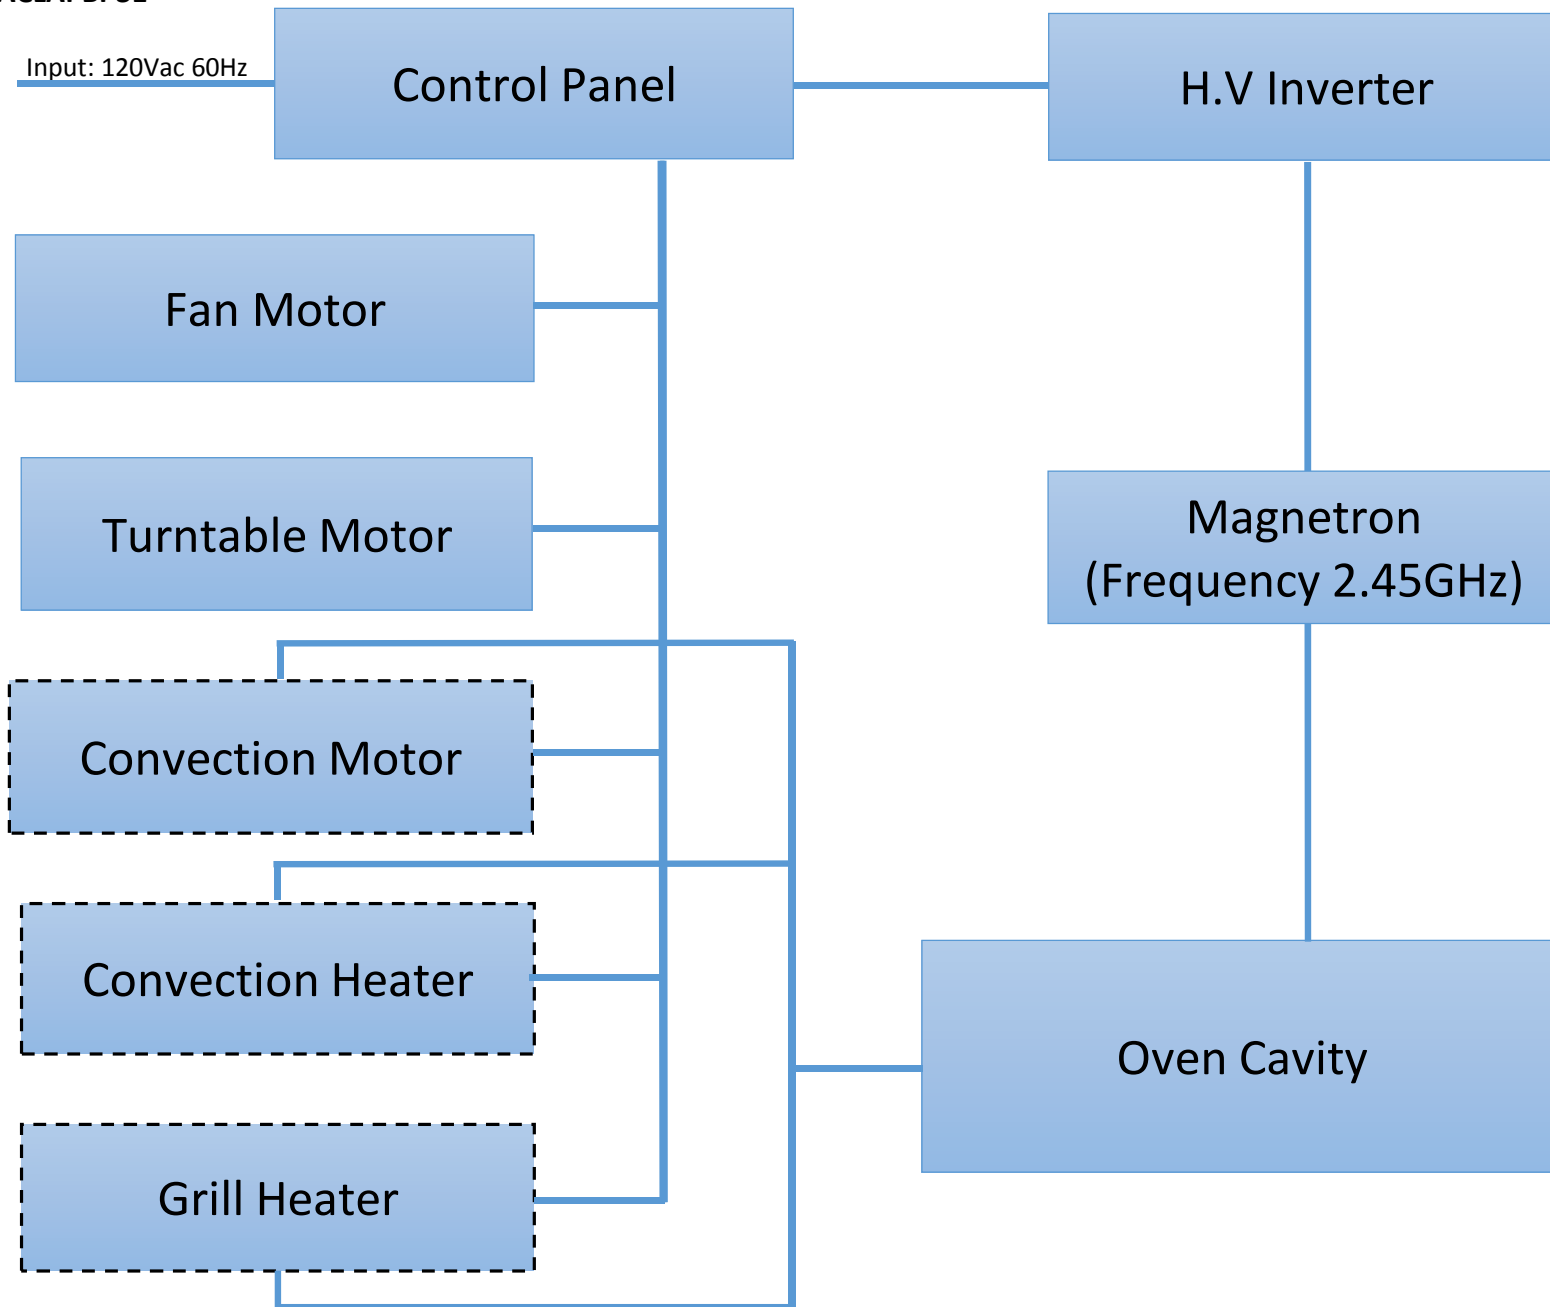 Input: 120Vac 60Hz
Control Panel
H.V Inverter
Fan Motor
Turntable Motor
Magnetron
(Frequency 2.45GHz)
Convection Motor
Convection Heater
Oven Cavity
Grill Heater